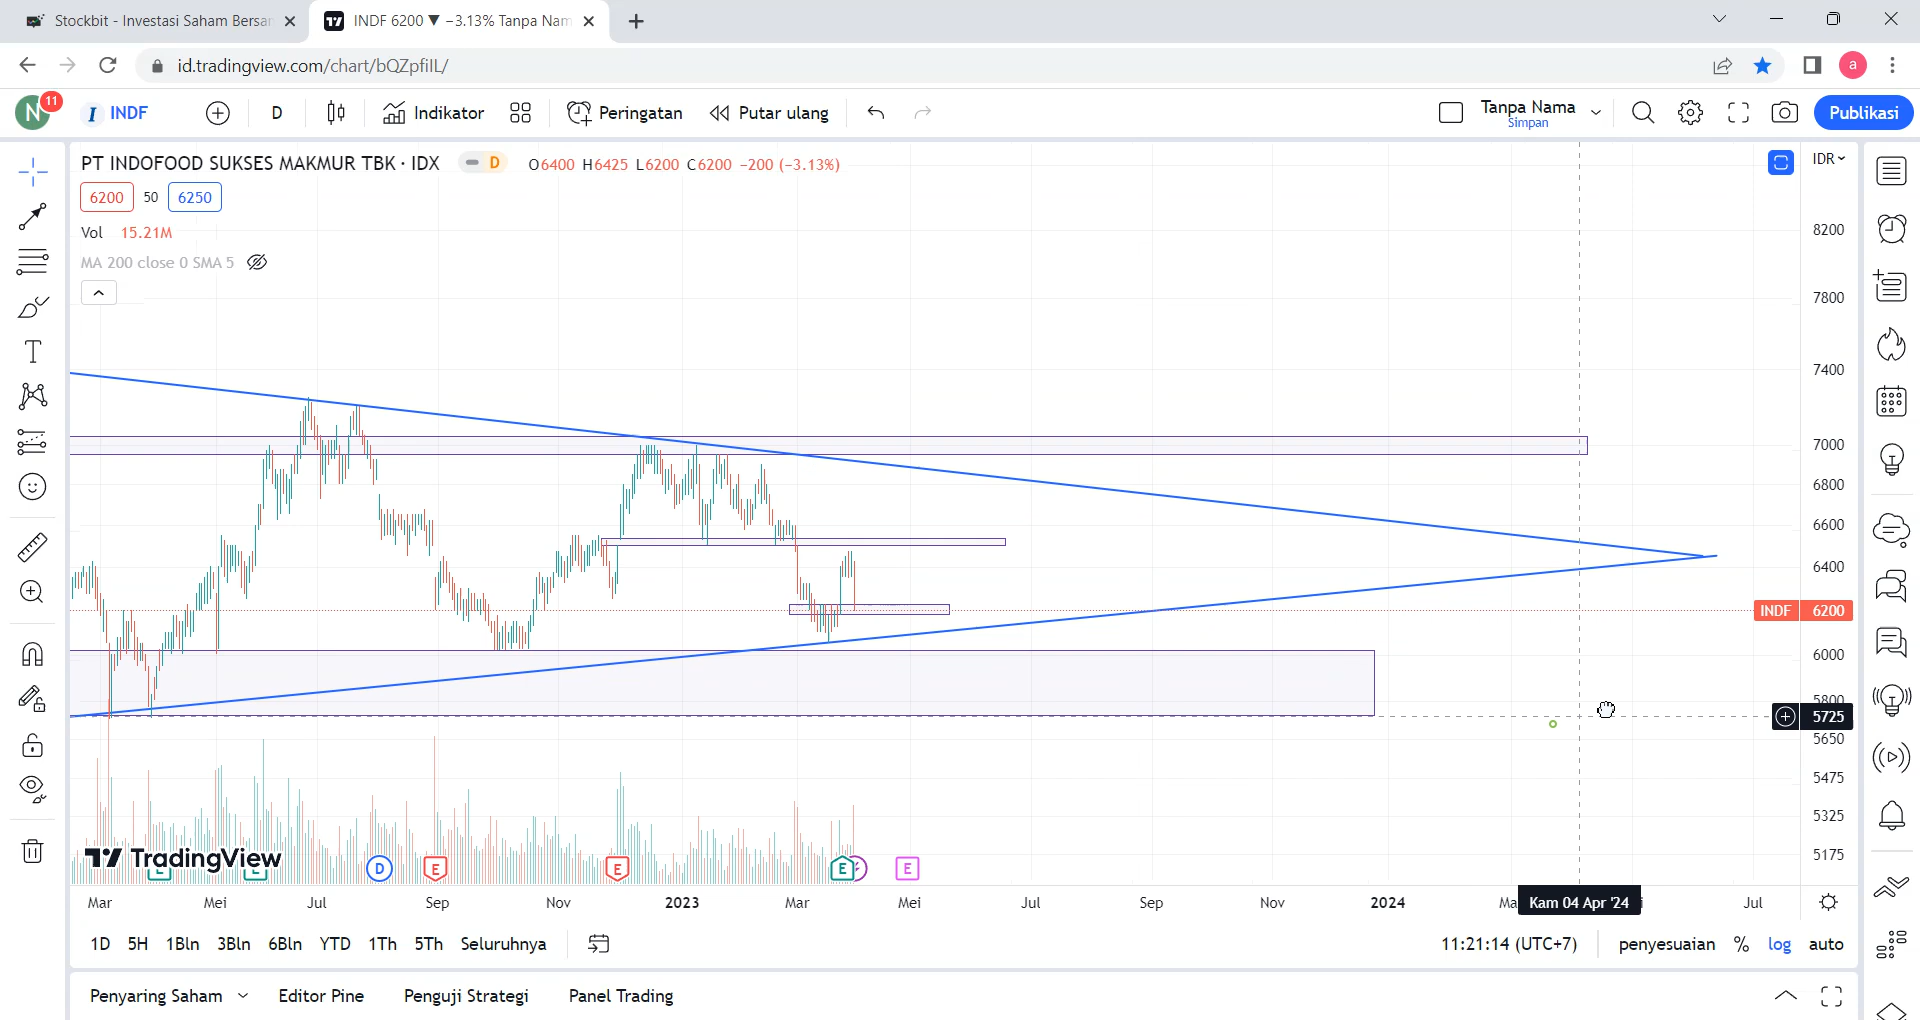 Stockbit - Investasi Saham Bersar
INDF 6200 ▼ −3.13% Tanpa Nam
id.tradingview.com/chart/bQZpfiIL/
a
N
11
INDF
D
Indikator
Peringatan
Putar ulang
Tanpa Nama
Simpan
Publikasi
PT INDOFOOD SUKSES MAKMUR TBK · IDX
D
O6400 H6425 L6200 C6200 −200 (−3.13%)
IDR
6200 50 6250
Vol 15.21M
MA 200 close 0 SMA 5
8200
7800
7400
7000
6800
6600
6400
INDF 6200
6000
5800
5725
5650
5475
5325
5175
TradingView
E E D E E E E
Mar Mei Jul Sep Nov 2023 Mar Mei Jul Sep Nov 2024 Ma Kam 04 Apr '24 Jul
1D 5H 1Bln 3Bln 6Bln YTD 1Th 5Th Seluruhnya
11:21:14 (UTC+7) penyesuaian % log auto
Penyaring Saham Editor Pine Penguji Strategi Panel Trading